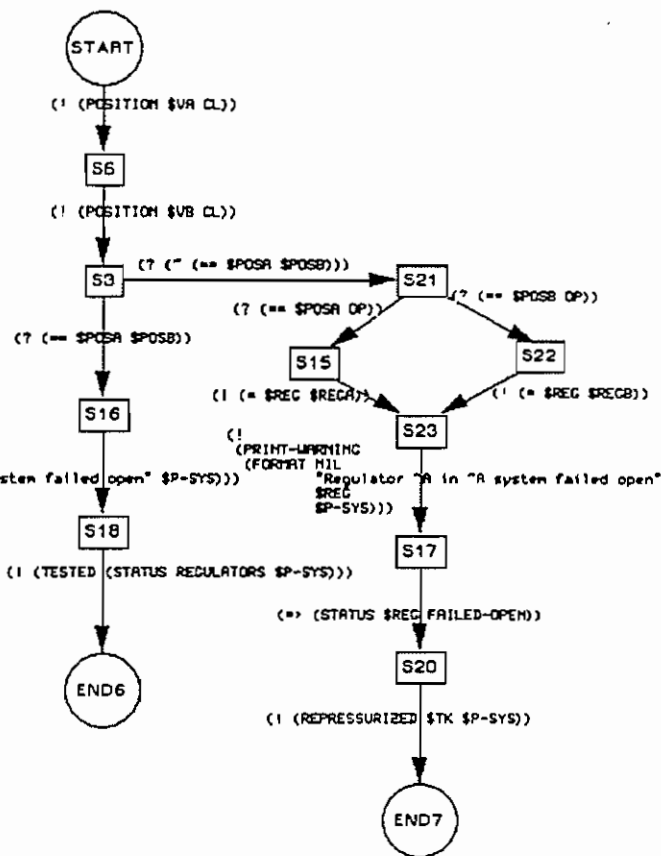 START
(! (POSITION $VA CL))
S6
(! (POSITION $VB CL))
S3
(? (~ (== $POSA $POSB)))
S21
(? (== $POSA OP))
(? (== $POSB OP))
(? (== $POSA $POSB))
S15
S22
(! (= $REG $REGA))
(! (= $REG $REGB))
S16
S23
(!
(PRINT-WARNING
(FORMAT NIL
stem failed open" $P-SYS)))
"Regulator ~A in ~A system failed open"
$REG
$P-SYS)))
S18
S17
(! (TESTED (STATUS REGULATORS $P-SYS)))
(=> (STATUS $REG FAILED-OPEN))
END6
S20
(! (REPRESSURIZED $TK $P-SYS))
END7